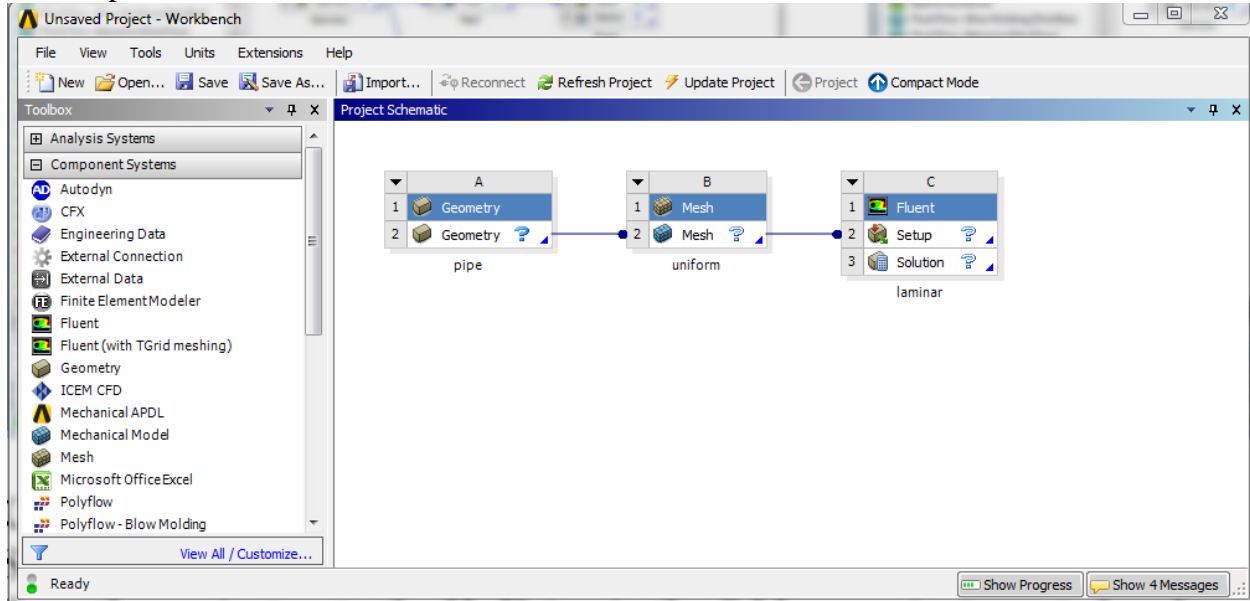 Unsaved Project - Workbench
File View Tools Units Extensions Help
New Open... Save Save As... Import... Reconnect Refresh Project Update Project Project Compact Mode
Toolbox
Project Schematic
Analysis Systems
Component Systems
Autodyn
CFX
Engineering Data
External Connection
External Data
Finite Element Modeler
Fluent
Fluent (with TGrid meshing)
Geometry
ICEM CFD
Mechanical APDL
Mechanical Model
Mesh
Microsoft Office Excel
Polyflow
Polyflow - Blow Molding
View All / Customize...
A
1 Geometry
2 Geometry ?
pipe
B
1 Mesh
2 Mesh ?
uniform
C
1 Fluent
2 Setup ?
3 Solution ?
laminar
Ready
Show Progress Show 4 Messages